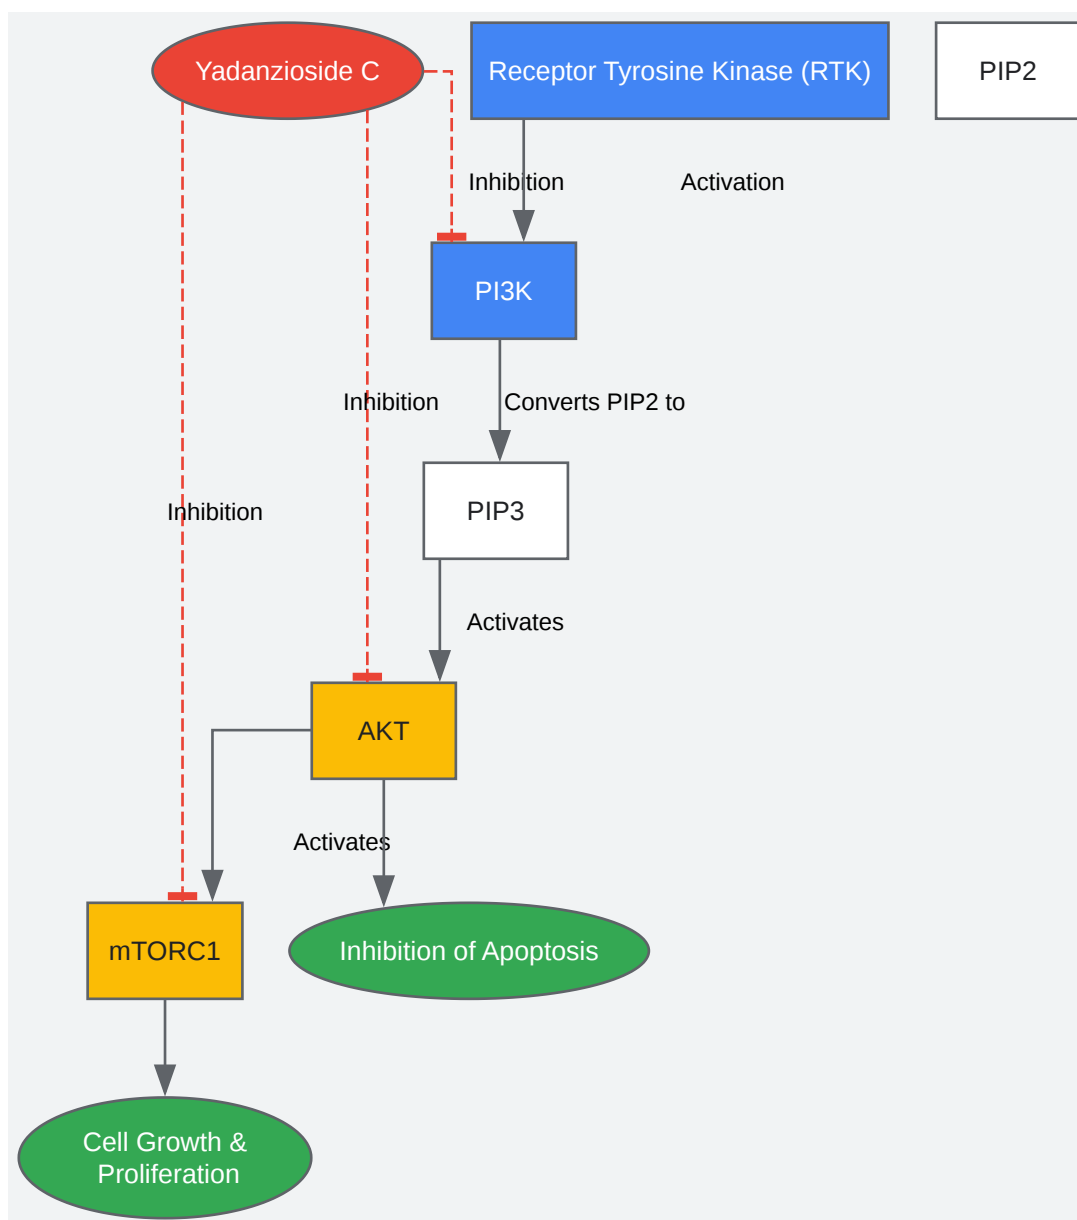 Yadanzioside C
Receptor Tyrosine Kinase (RTK)
PIP2
Inhibition
Activation
PI3K
Inhibition
Converts PIP2 to
Inhibition
PIP3
Activates
AKT
Activates
mTORC1
Inhibition of Apoptosis
Cell Growth &
Proliferation